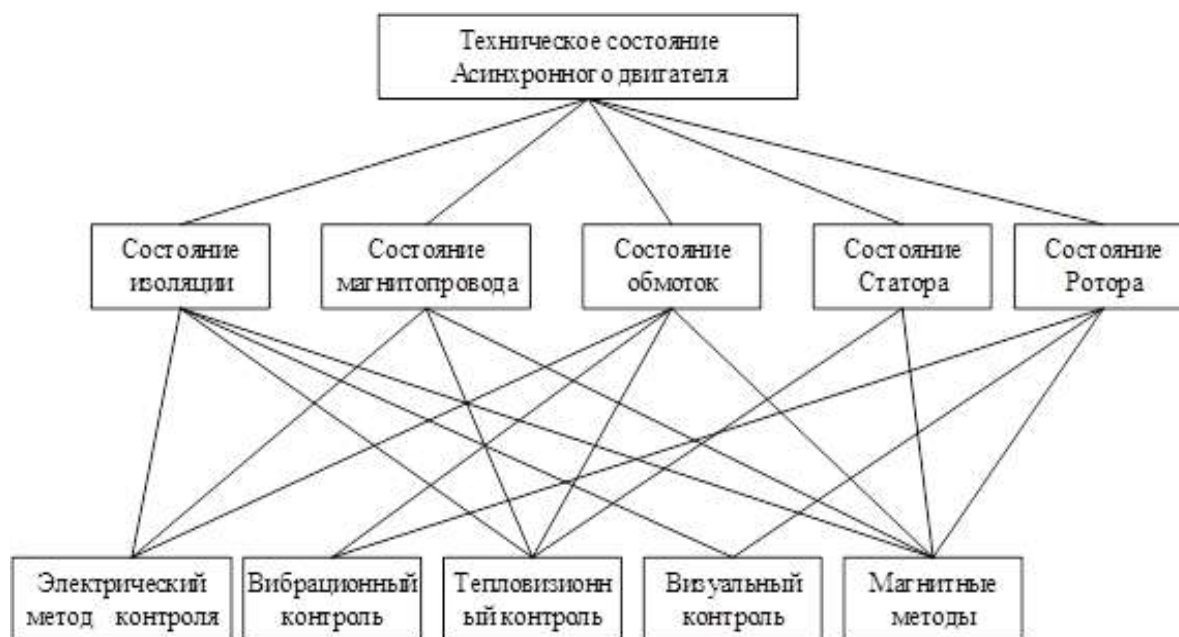 Техническое состояние
Асинхронного двигателя
Состояние
изоляции
Состояние
магнитопровода
Состояние
обмоток
Состояние
Статора
Состояние
Ротора
Электрический
метод контроля
Вибрационный
контроль
Тепловизионн
ый контроль
Визуальный
контроль
Магнитные
методы